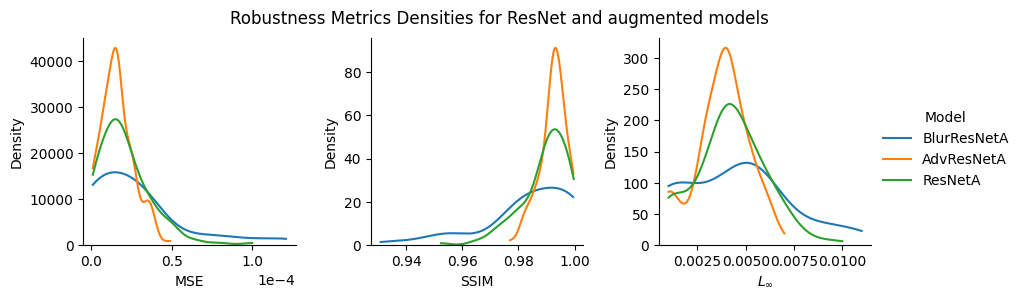 Robustness Metrics Densities for ResNet and augmented models
Density
40000
30000
20000
10000
0
0.0 0.5 1.0
1e−4
MSE
Density
80
60
40
20
0
0.94 0.96 0.98 1.00
SSIM
Density
300
250
200
150
100
50
0
0.0025 0.0050 0.0075 0.0100
L∞
Model
BlurResNetA
AdvResNetA
ResNetA